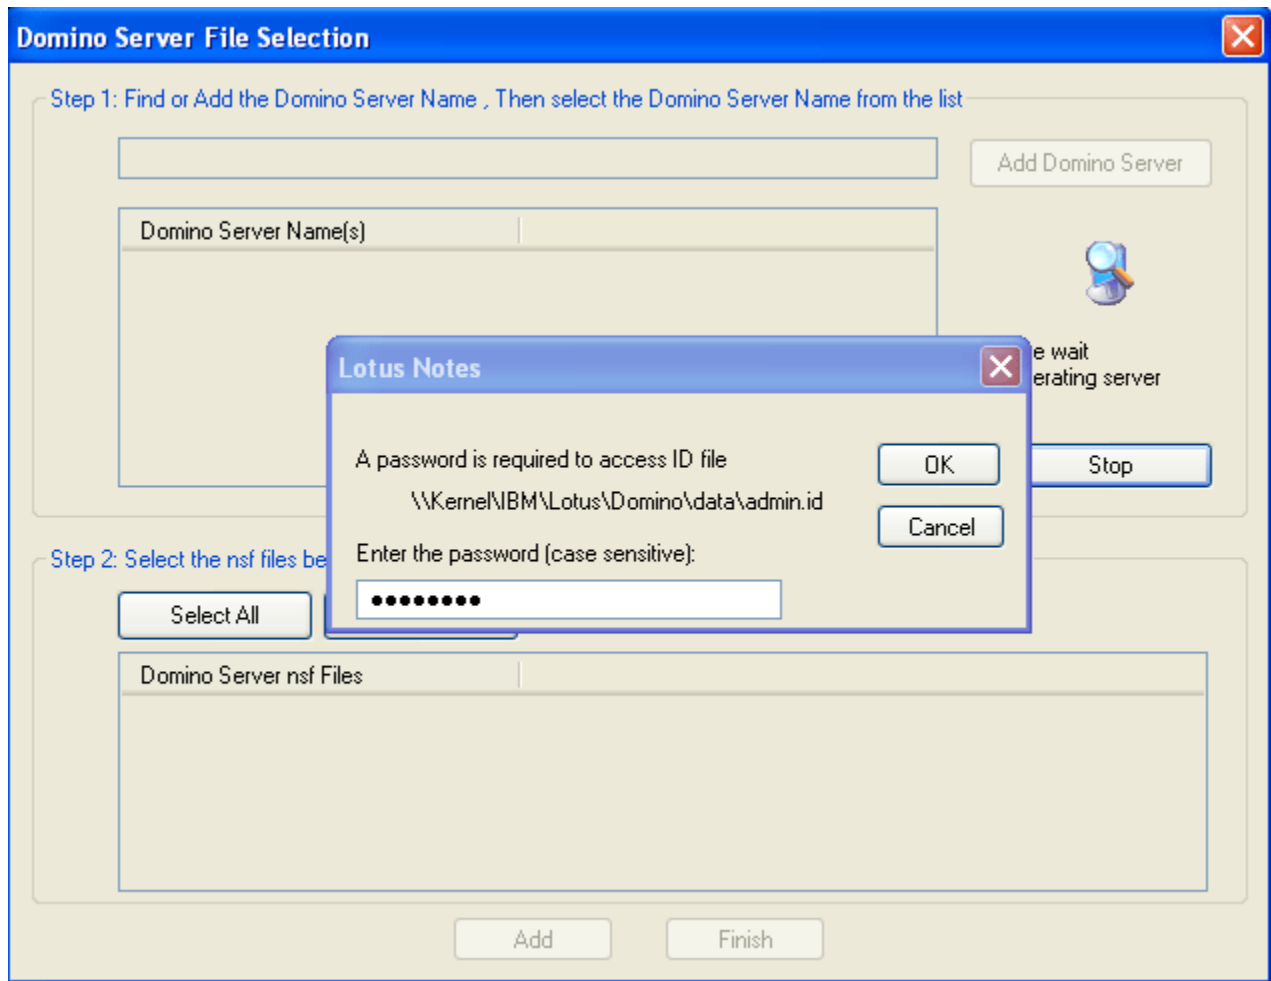 Domino Server File Selection
Step 1: Find or Add the Domino Server Name , Then select the Domino Server Name from the list
Add Domino Server
Domino Server Name(s)
wait
server
Stop
Lotus Notes
A password is required to access ID file
\\Kernel\IBM\Lotus\Domino\data\admin.id
Enter the password (case sensitive):
••••••••
OK
Cancel
Step 2: Select the nsf files
Select All
Domino Server nsf Files
Add
Finish